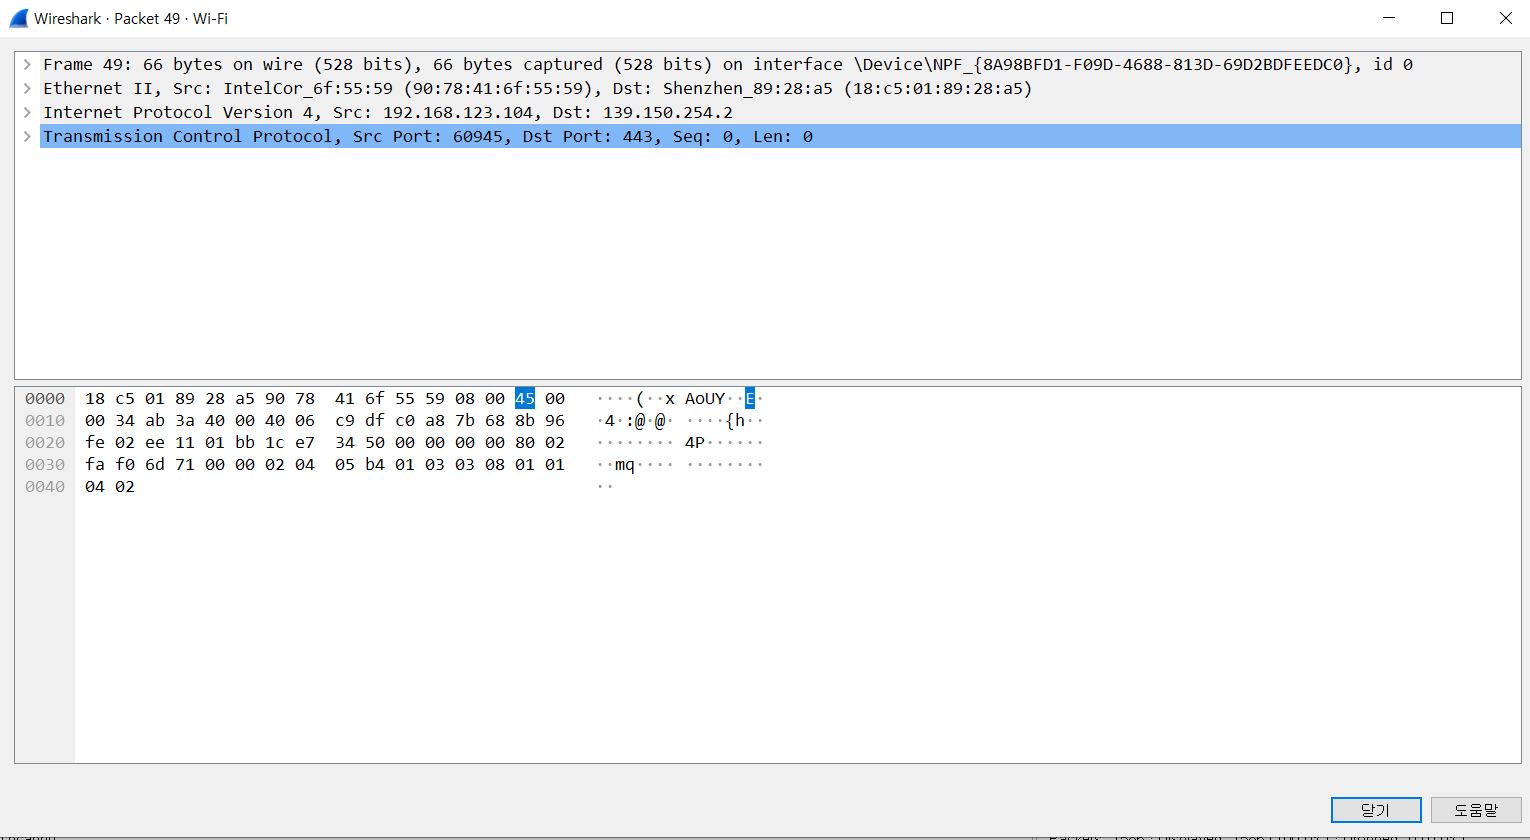 Wireshark · Packet 49 · Wi-Fi
Frame 49: 66 bytes on wire (528 bits), 66 bytes captured (528 bits) on interface \Device\NPF_{8A98BFD1-F09D-4688-813D-69D2BDFEEDC0}, id 0
Ethernet II, Src: IntelCor_6f:55:59 (90:78:41:6f:55:59), Dst: Shenzhen_89:28:a5 (18:c5:01:89:28:a5)
Internet Protocol Version 4, Src: 192.168.123.104, Dst: 139.150.254.2
Transmission Control Protocol, Src Port: 60945, Dst Port: 443, Seq: 0, Len: 0
0000 18 c5 01 89 28 a5 90 78 41 6f 55 59 08 00 45 00 ····(··x AoUY··E·
0010 00 34 ab 3a 40 00 40 06 c9 df c0 a8 7b 68 8b 96 ·4·:@·@· ····{h··
0020 fe 02 ee 11 01 bb 1c e7 34 50 00 00 00 00 80 02 ········ 4P······
0030 fa f0 6d 71 00 00 02 04 05 b4 01 03 03 08 01 01 ··mq···· ········
0040 04 02 ··
닫기 도움말